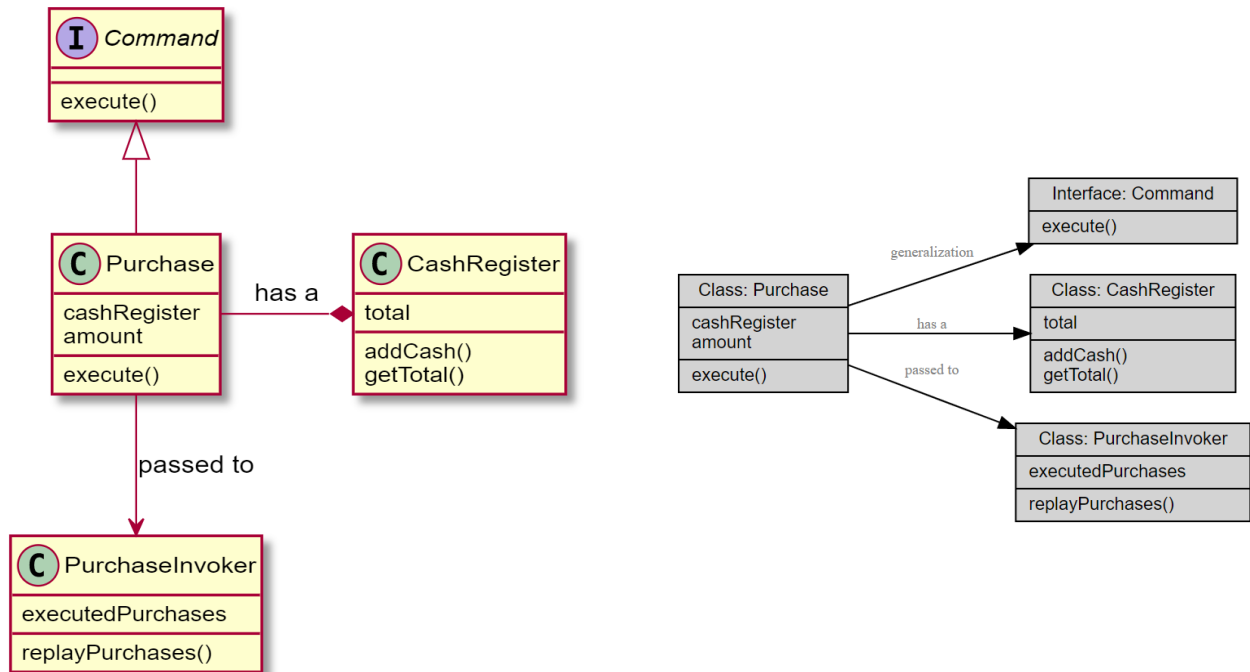 I Command
execute()
C Purchase
cashRegister
amount
execute()
has a
C CashRegister
total
addCash()
getTotal()
passed to
C PurchaseInvoker
executedPurchases
replayPurchases()
Class: Purchase
cashRegister
amount
execute()
generalization
has a
passed to
Interface: Command
execute()
Class: CashRegister
total
addCash()
getTotal()
Class: PurchaseInvoker
executedPurchases
replayPurchases()